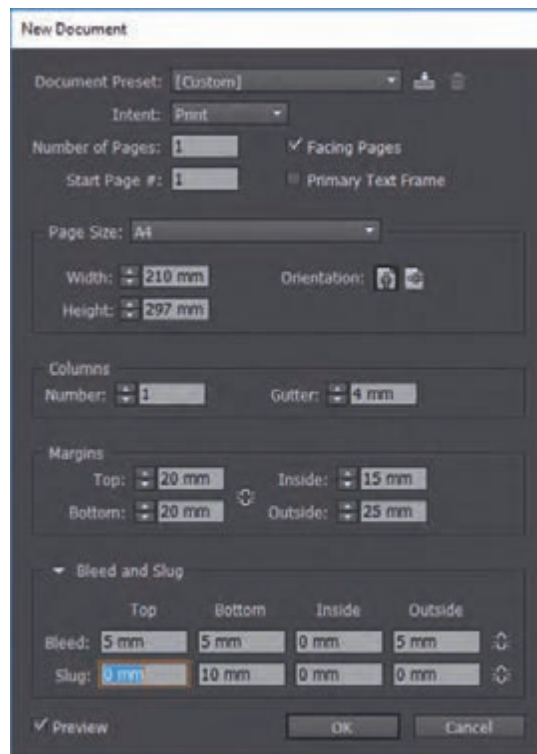 New Document
Document Preset: [Custom]
Intent: Print
Number of Pages: 1 Facing Pages
Start Page #: 1 Primary Text Frame
Page Size: A4
Width: 210 mm Orientation:
Height: 297 mm
Columns
Number: 1 Gutter: 4 mm
Margins
Top: 20 mm Inside: 15 mm
Bottom: 20 mm Outside: 25 mm
Bleed and Slug
Top Bottom Inside Outside
Bleed: 5 mm 5 mm 0 mm 5 mm
Slug: 0 mm 10 mm 0 mm 0 mm
Preview OK Cancel